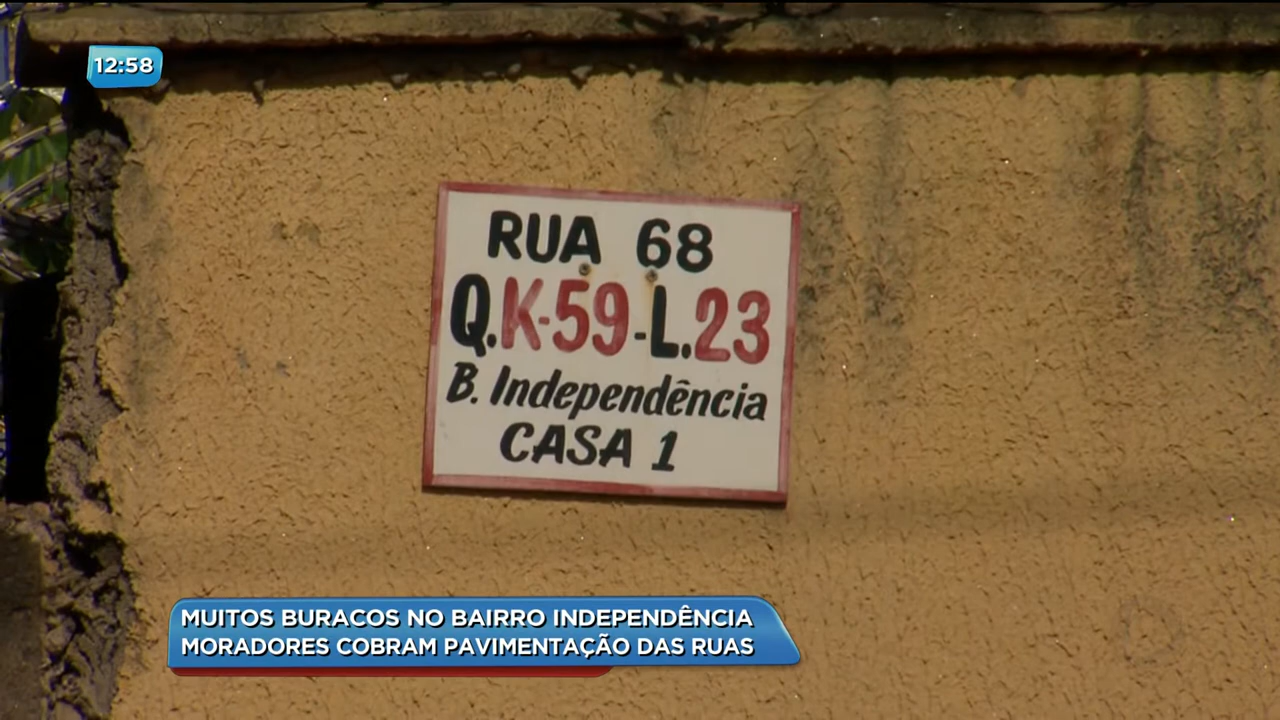 12:58
RUA 68
Q.K-59-L.23
B. Independência
CASA 1
MUITOS BURACOS NO BAIRRO INDEPENDÊNCIA
MORADORES COBRAM PAVIMENTAÇÃO DAS RUAS